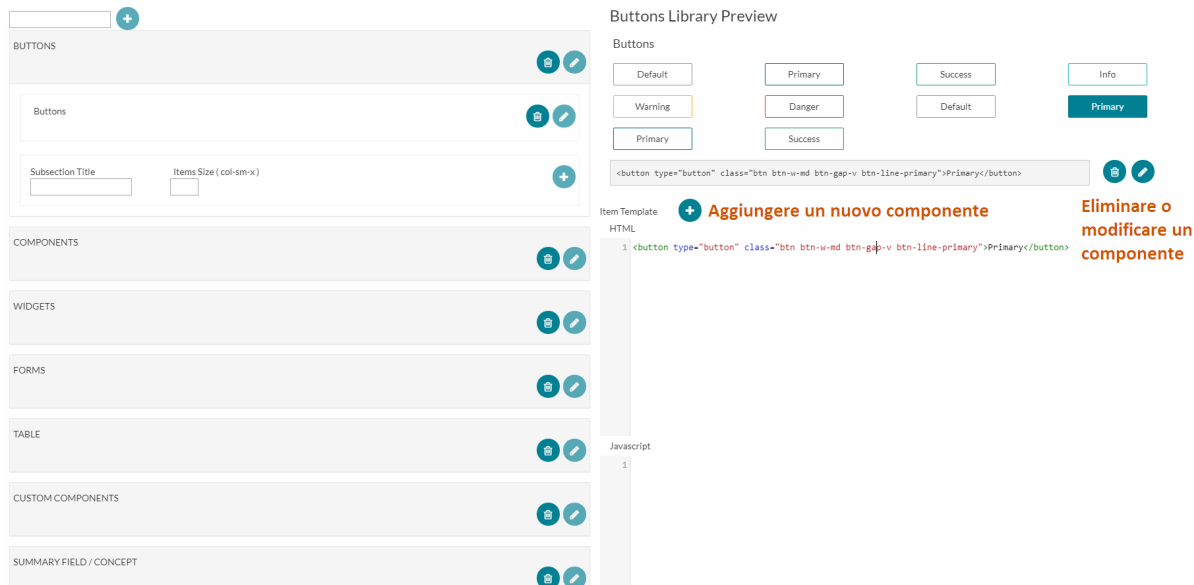 BUTTONS
Buttons
Subsection Title
Items Size ( col-sm-x )
COMPONENTS
WIDGETS
FORMS
TABLE
CUSTOM COMPONENTS
SUMMARY FIELD / CONCEPT
Buttons Library Preview
Buttons
Default Primary Success Info
Warning Danger Default Primary
Primary Success
<button type="button" class="btn btn-w-md btn-gap-v btn-line-primary">Primary</button>
Item Template
Aggiungere un nuovo componente
Eliminare o
modificare un
componente
HTML
1 <button type="button" class="btn btn-w-md btn-gap-v btn-line-primary">Primary</button>
Javascript
1